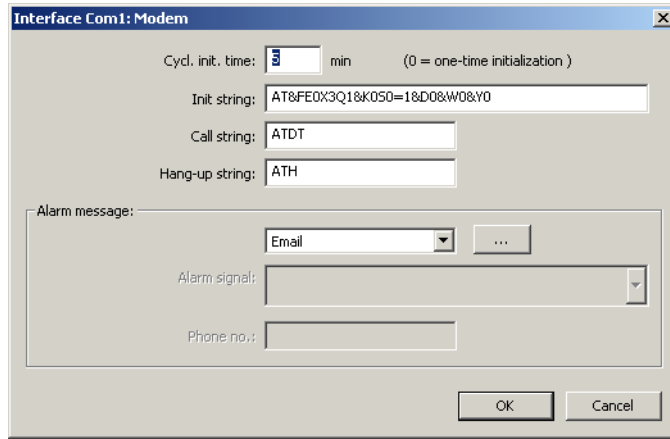 Interface Com1: Modem
Cycl. init. time: 5 min (0 = one-time initialization )
Init string: AT&FE0X3Q1&K0S0=1&D0&W0&Y0
Call string: ATDT
Hang-up string: ATH
Alarm message:
Email ...
Alarm signal:
Phone no.:
OK Cancel